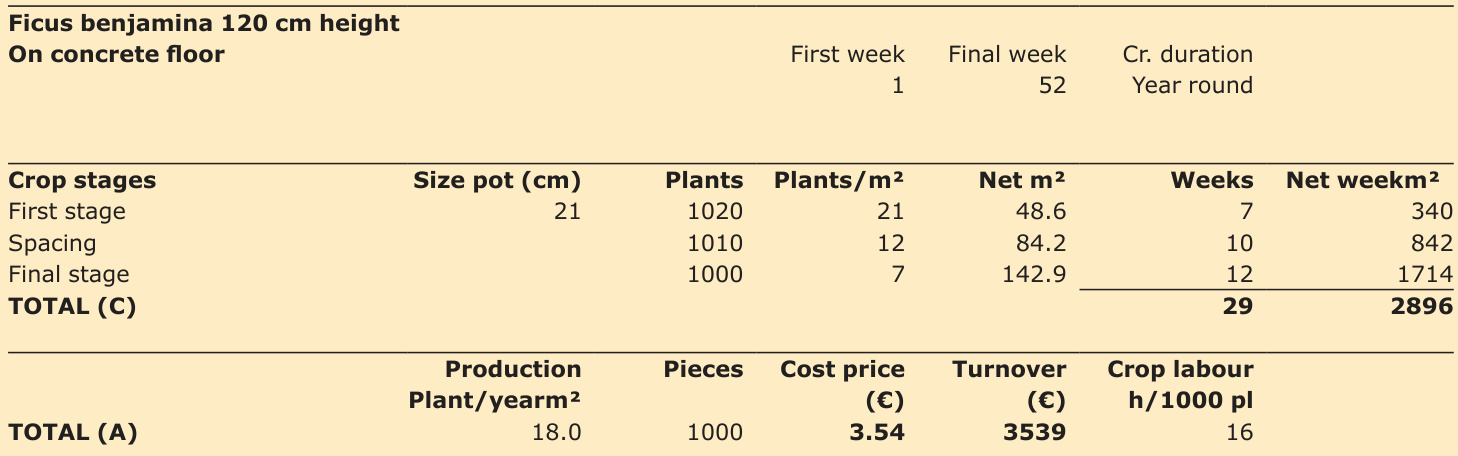 Ficus benjamina 120 cm height
On concrete floor First week Final week Cr. duration
1 52 Year round
Crop stages Size pot (cm) Plants Plants/m² Net m² Weeks Net weekm²
First stage 21 1020 21 48.6 7 340
Spacing 1010 12 84.2 10 842
Final stage 1000 7 142.9 12 1714
TOTAL (C) 29 2896
Production Pieces Cost price Turnover Crop labour
Plant/yearm² (€) (€) h/1000 pl
TOTAL (A) 18.0 1000 3.54 3539 16